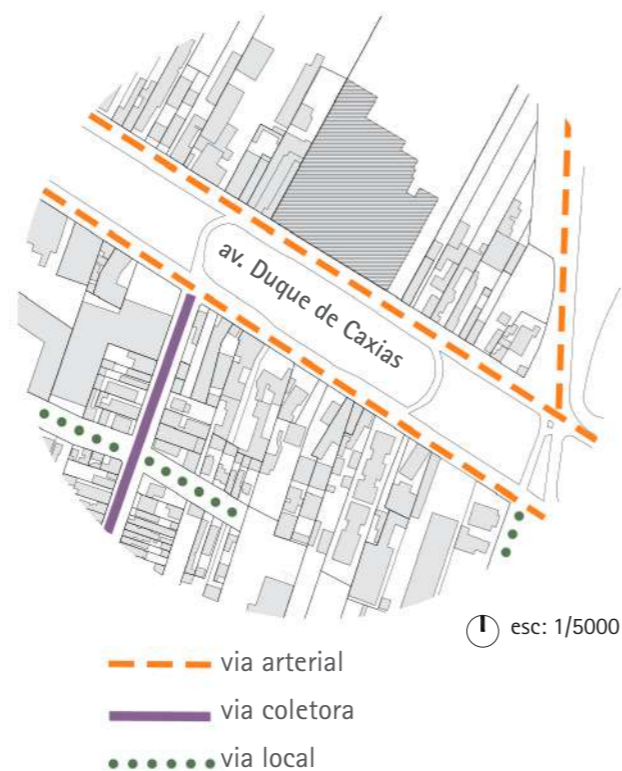 av. Duque de Caxias
esc: 1/5000
via arterial
via coletora
via local